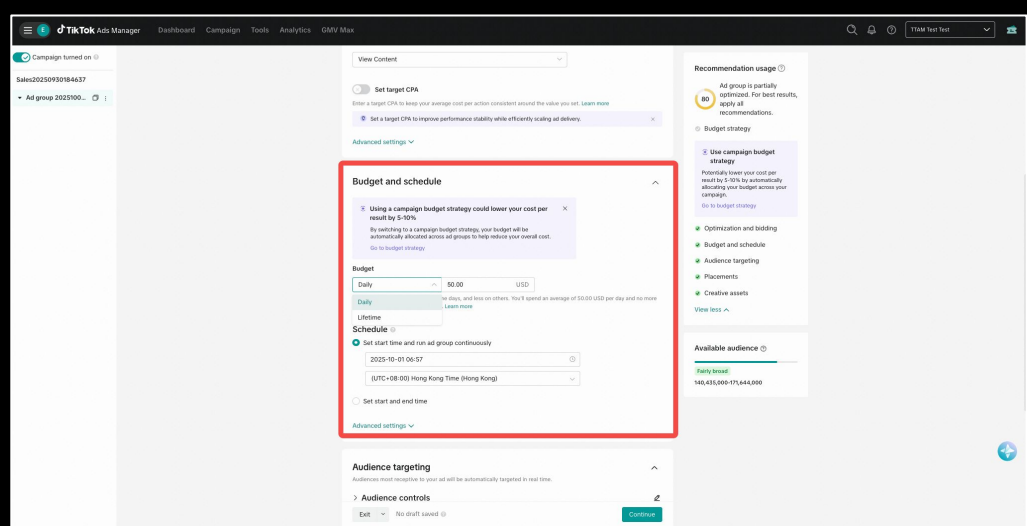 E TikTok Ads Manager Dashboard Campaign Tools Analytics GMV Max TTAM Test Test
Campaign turned on
Sales20250930184637
Ad group 2025100...
View Content
Set target CPA
Enter a target CPA to keep your average cost per action consistent around the value you set. Learn more
Set a target CPA to improve performance stability while efficiently scaling ad delivery.
Advanced settings
Budget and schedule
Using a campaign budget strategy could lower your cost per
result by 5-10%
By switching to a campaign budget strategy, your budget will be
automatically allocated across ad groups to help reduce your overall cost.
Go to budget strategy
Budget
Daily 50.00 USD
Daily
Lifetime
days, and less on others. You'll spend an average of 50.00 USD per day and no more
Learn more
Schedule
Set start time and run ad group continuously
2025-10-01 06:57
(UTC+08:00) Hong Kong Time (Hong Kong)
Set start and end time
Advanced settings
Audience targeting
Audiences most receptive to your ad will be automatically targeted in real time.
Audience controls
Exit No draft saved Continue
Recommendation usage
80
Ad group is partially
optimized. For best results,
apply all
recommendations.
Budget strategy
Use campaign budget
strategy
Potentially lower your cost per
result by 5-10% by automatically
allocating your budget across your
campaign.
Go to budget strategy
Optimization and bidding
Budget and schedule
Audience targeting
Placements
Creative assets
View less
Available audience
Fairly broad
140,435,000-171,644,000